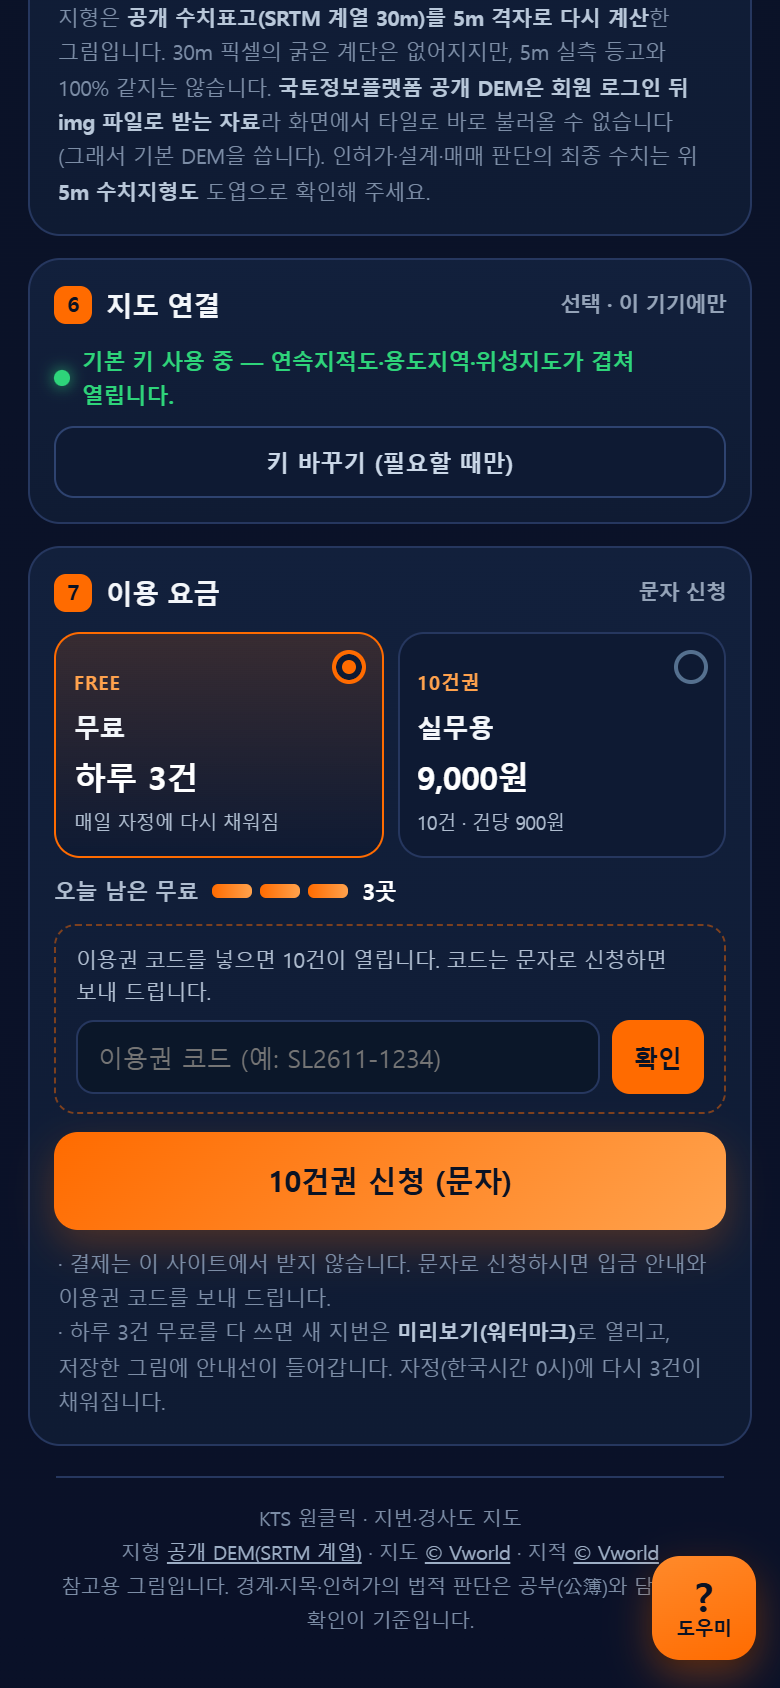 지형은 공개 수치표고(SRTM 계열 30m)를 5m 격자로 다시 계산한
그림입니다. 30m 픽셀의 굵은 계단은 없어지지만, 5m 실측 등고와
100% 같지는 않습니다. 국토정보플랫폼 공개 DEM은 회원 로그인 뒤
img 파일로 받는 자료라 화면에서 타일로 바로 불러올 수 없습니다
(그래서 기본 DEM을 씁니다). 인허가·설계·매매 판단의 최종 수치는 위
5m 수치지형도 도엽으로 확인해 주세요.
6 지도 연결 선택 · 이 기기에만
기본 키 사용 중 — 연속지적도·용도지역·위성지도가 겹쳐
열립니다.
키 바꾸기 (필요할 때만)
7 이용 요금 문자 신청
FREE
무료
하루 3건
매일 자정에 다시 채워짐
10건권
실무용
9,000원
10건 · 건당 900원
오늘 남은 무료 3곳
이용권 코드를 넣으면 10건이 열립니다. 코드는 문자로 신청하면
보내 드립니다.
이용권 코드 (예: SL2611-1234) 확인
10건권 신청 (문자)
· 결제는 이 사이트에서 받지 않습니다. 문자로 신청하시면 입금 안내와
이용권 코드를 보내 드립니다.
· 하루 3건 무료를 다 쓰면 새 지번은 미리보기(워터마크)로 열리고,
저장한 그림에 안내선이 들어갑니다. 자정(한국시간 0시)에 다시 3건이
채워집니다.
KTS 원클릭 · 지번·경사도 지도
지형 공개 DEM(SRTM 계열) · 지도 © Vworld · 지적 © Vworld
참고용 그림입니다. 경계·지목·인허가의 법적 판단은 공부(公簿)와 담
확인이 기준입니다.
?
도우미